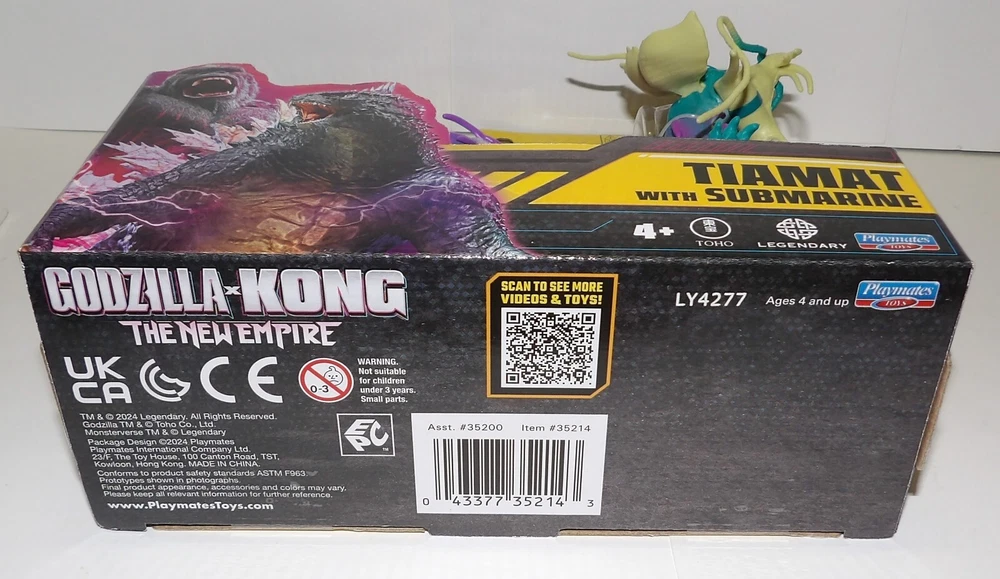 TIAMAT
WITH SUBMARINE
4+
TOHO
LEGENDARY
Playmates
TOYS
GODZILLA x KONG
THE NEW EMPIRE
SCAN TO SEE MORE
VIDEOS & TOYS!
LY4277
Ages 4 and up
Playmates
TOYS
UK
CA
CE
0-3
WARNING.
Not suitable
for children
under 3 years.
Small parts.
TM & © 2024 Legendary. All Rights Reserved.
Godzilla TM & © Toho Co., Ltd.
Monsterverse TM & © Legendary
Package Design ©2024 Playmates
Playmates International Company Ltd.
23/F, The Toy House, 100 Canton Road, TST,
Kowloon, Hong Kong. MADE IN CHINA.
Conforms to product safety standards ASTM F963
Prototypes shown in photographs.
Final product appearance, accessories and colors may vary.
Please keep all relevant information for further reference.
www.PlaymatesToys.com
EPC
TM
Asst. #35200 Item #35214
0 43377 35214 3